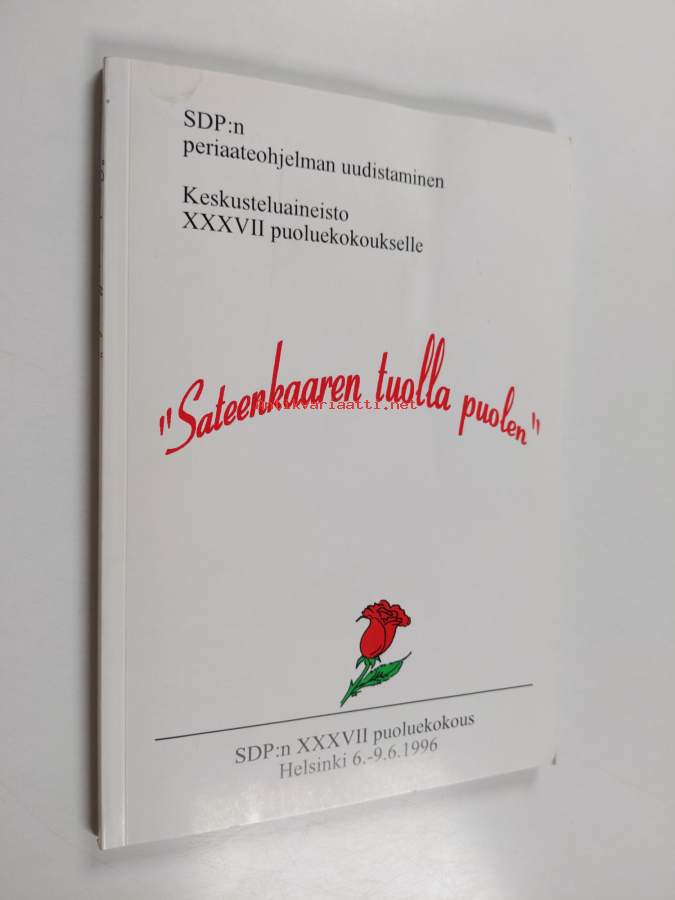 SDP:n
periaateohjelman uudistaminen
Keskusteluaineisto
XXXVII puoluekokoukselle
"Sateenkaaren tuolla puolen"
antikvariaatti.net
SDP:n XXXVII puoluekokous
Helsinki 6.-9.6.1996